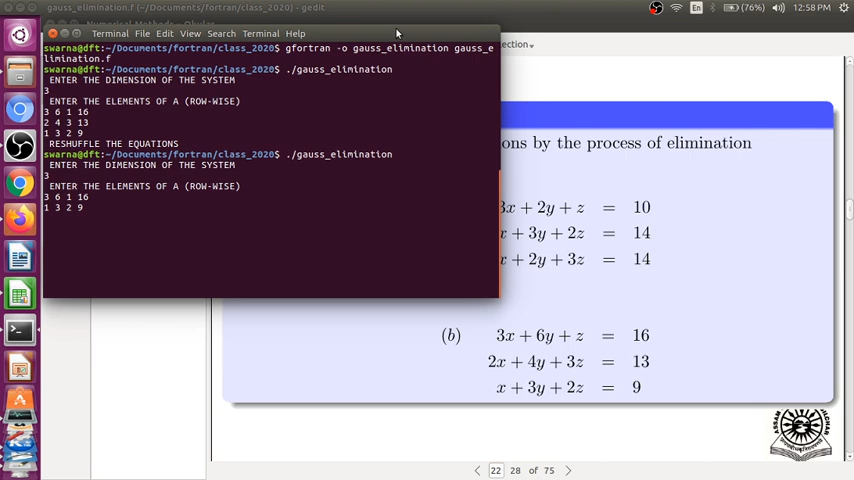 gauss_elimination.f (~/Documents/fortran/class_2020) - gedit
En
(76%)
12:58 PM
Terminal File Edit View Search Terminal Help
swarna@dft:~/Documents/fortran/class_2020$ gfortran -o gauss_elimination gauss_e
limination.f
swarna@dft:~/Documents/fortran/class_2020$ ./gauss_elimination
ENTER THE DIMENSION OF THE SYSTEM
3
ENTER THE ELEMENTS OF A (ROW-WISE)
3 6 1 16
2 4 3 13
1 3 2 9
RESHUFFLE THE EQUATIONS
swarna@dft:~/Documents/fortran/class_2020$ ./gauss_elimination
ENTER THE DIMENSION OF THE SYSTEM
3
ENTER THE ELEMENTS OF A (ROW-WISE)
3 6 1 16
1 3 2 9
ection
ons by the process of elimination
3x + 2y + z = 10
x + 3y + 2z = 14
x + 2y + 3z = 14
(b) 3x + 6y + z = 16
2x + 4y + 3z = 13
x + 3y + 2z = 9
22 28 of 75